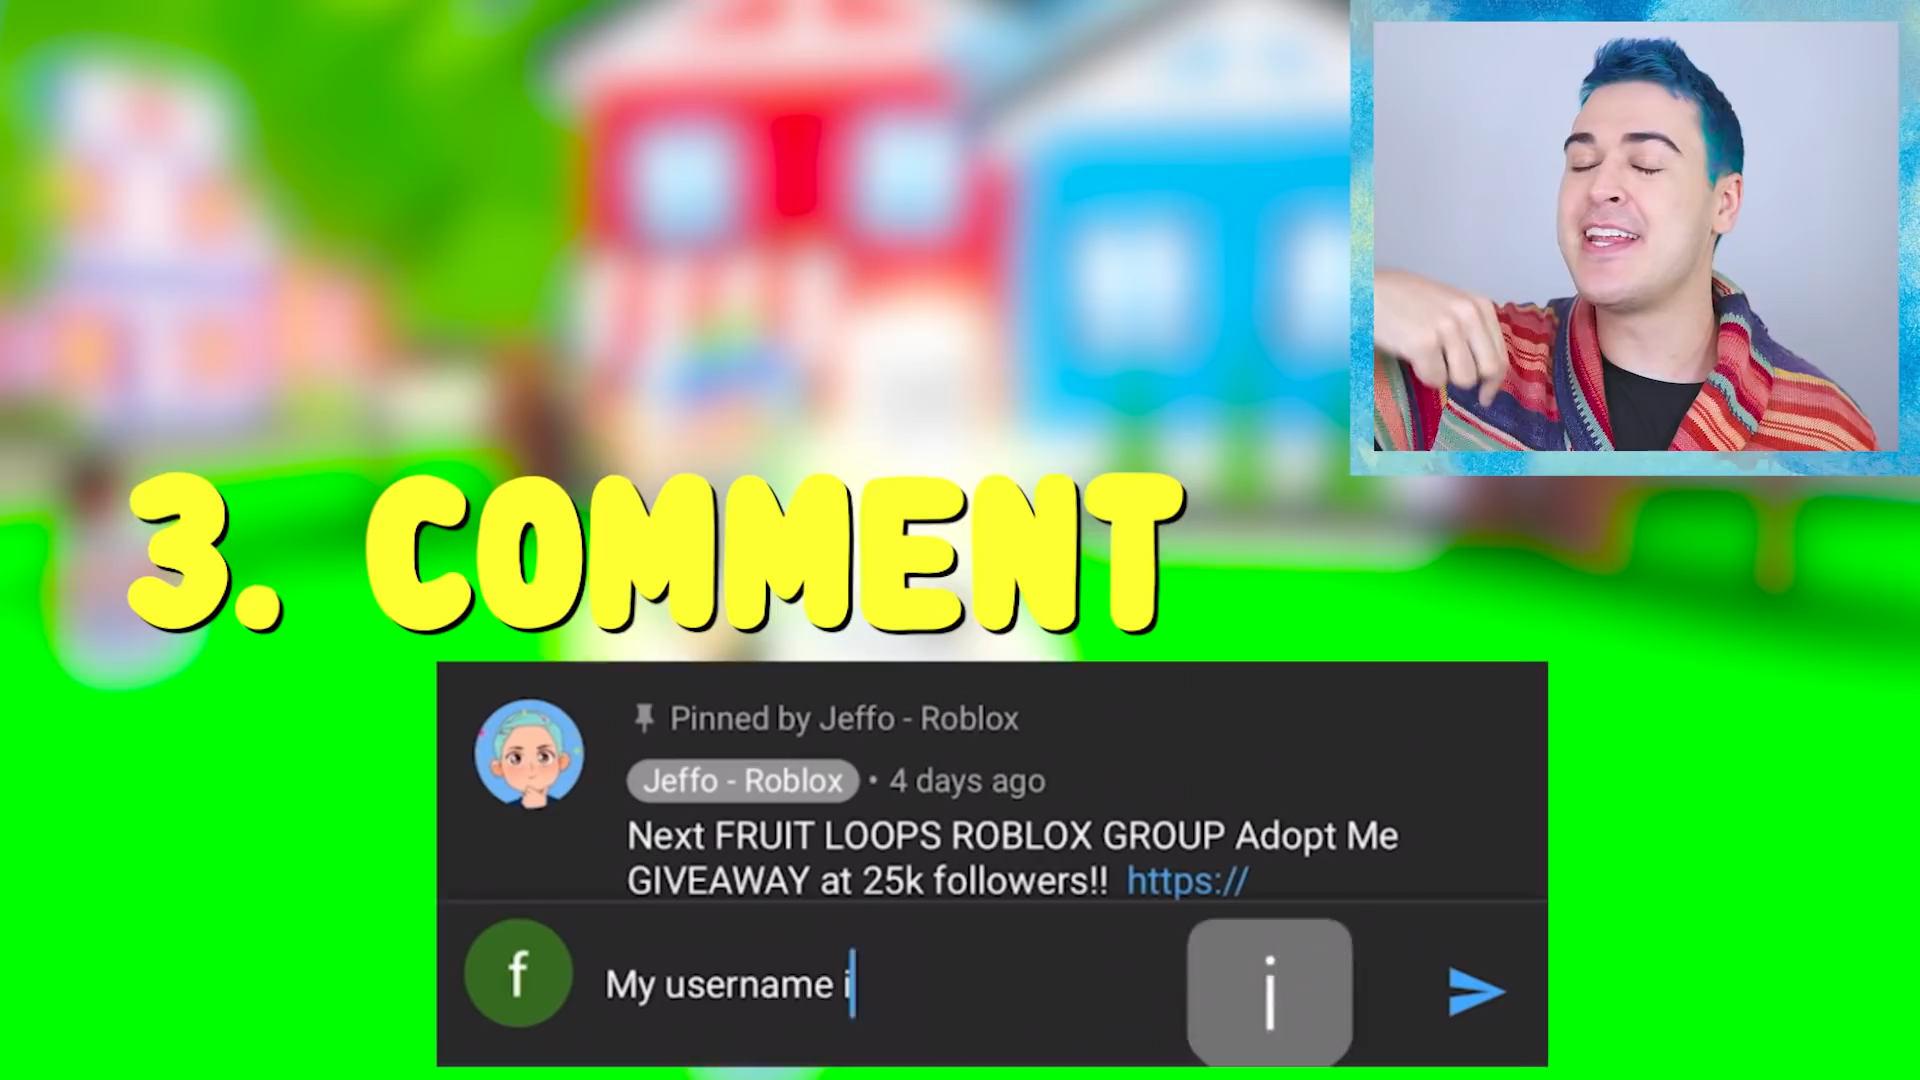 3. COMMENT
Pinned by Jeffo - Roblox
Jeffo - Roblox • 4 days ago
Next FRUIT LOOPS ROBLOX GROUP Adopt Me
GIVEAWAY at 25k followers!! https://
f
My username i
i